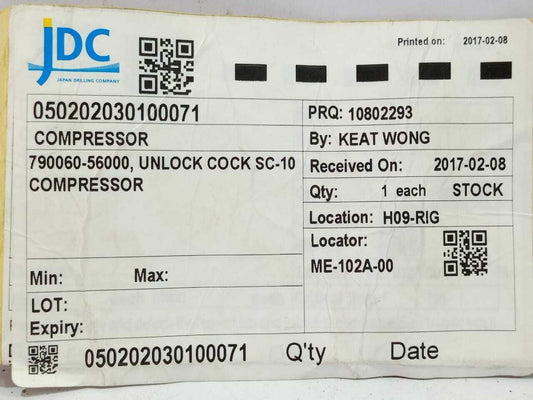 JDC
JAPAN DRILLING COMPANY
Printed on: 2017-02-08
050202030100071
PRQ: 10802293
COMPRESSOR
By: KEAT WONG
790060-56000, UNLOCK COCK SC-10
COMPRESSOR
Received On: 2017-02-08
Qty: 1 each STOCK
Location: H09-RIG
Locator:
ME-102A-00
Min: Max:
LOT:
Expiry:
050202030100071 Q'ty Date